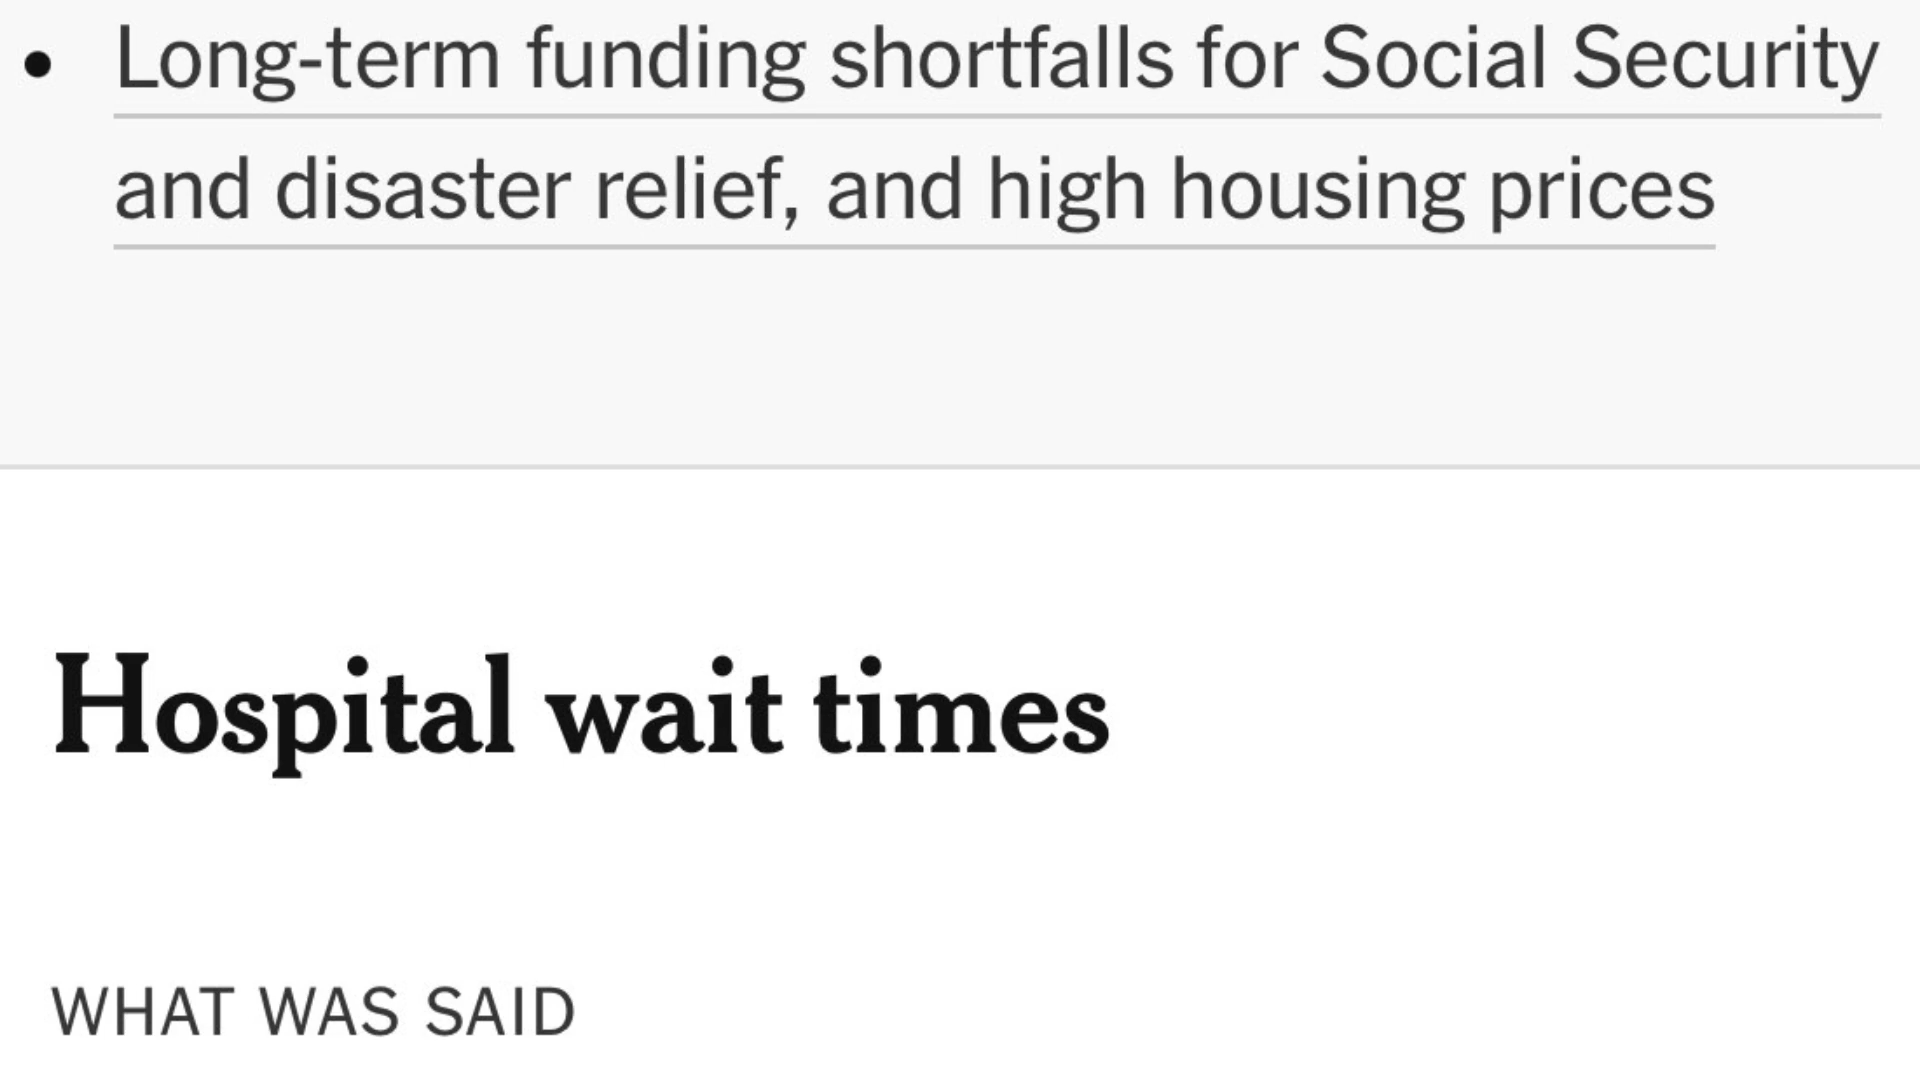 • Long-term funding shortfalls for Social Security
and disaster relief, and high housing prices
Hospital wait times
WHAT WAS SAID